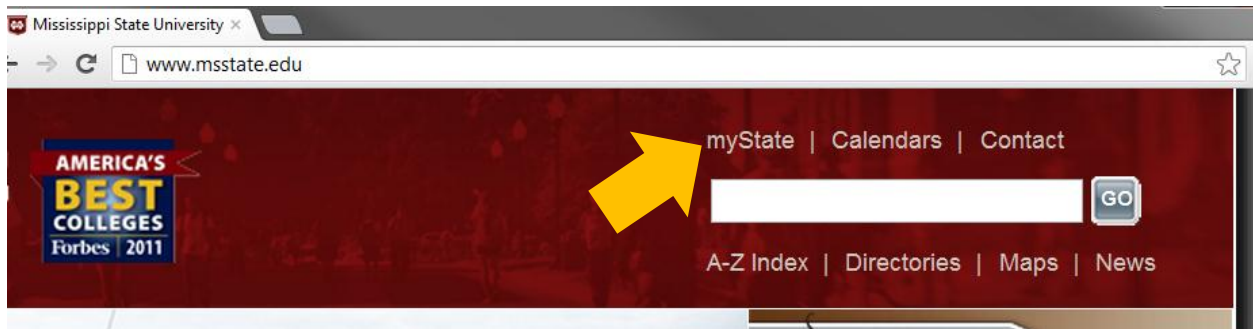 Mississippi State University
www.msstate.edu
myState | Calendars | Contact
AMERICA'S
BEST
COLLEGES
Forbes 2011
GO
A-Z Index | Directories | Maps | News